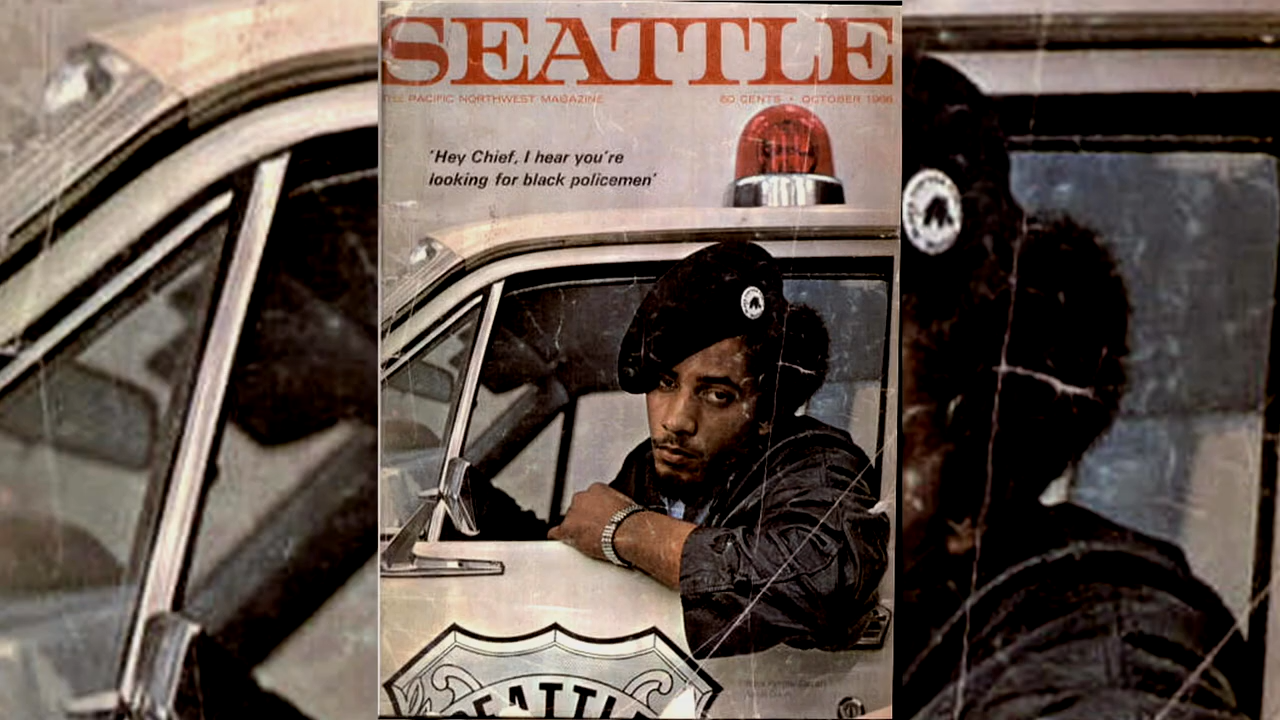 SEATTLE
THE PACIFIC NORTHWEST MAGAZINE 60 CENTS • OCTOBER 1968
‘Hey Chief, I hear you’re
looking for black policemen’
SEATTLE